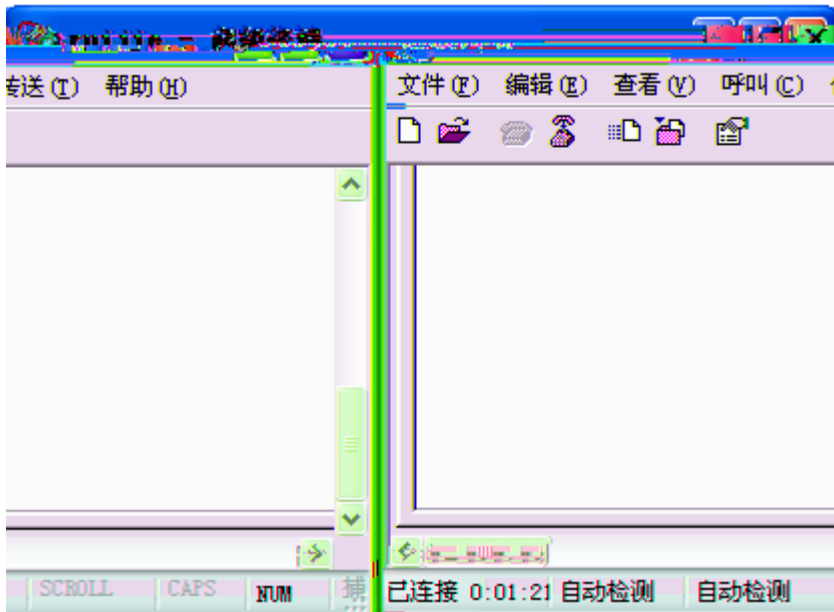 送(T) 帮助(H)
文件(F) 编辑(E) 查看(V) 呼叫(C)
SCROLL CAPS NUM 捕
已连接 0:01:21 自动检测 自动检测